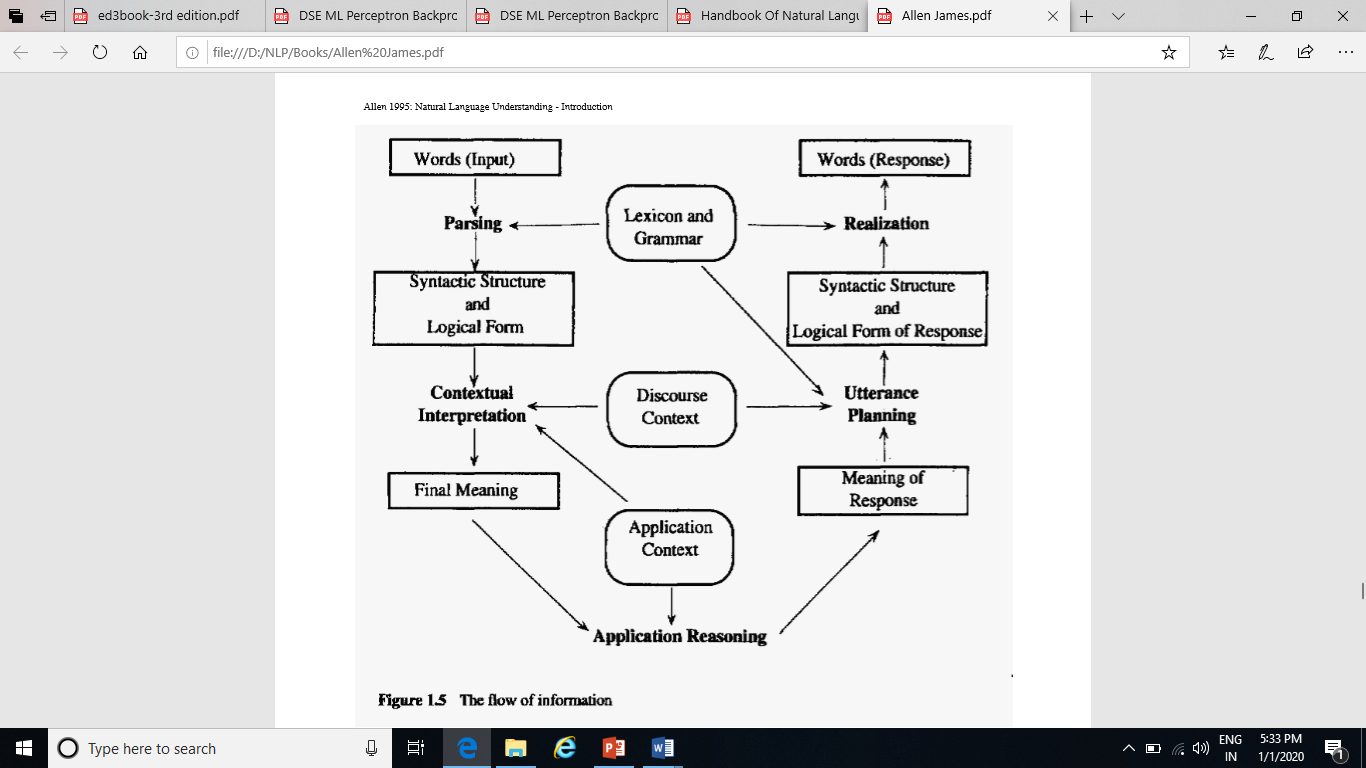 ed3book-3rd edition.pdf
DSE ML Perceptron Backprc
DSE ML Perceptron Backprc
Handbook Of Natural Langu
Allen James.pdf
file:///D:/NLP/Books/Allen%20James.pdf
Allen 1995: Natural Language Understanding - Introduction
Words (Input)
Words (Response)
Lexicon and
Grammar
Parsing
Realization
Syntactic Structure
and
Logical Form
Syntactic Structure
and
Logical Form of Response
Contextual
Interpretation
Discourse
Context
Utterance
Planning
Final Meaning
Meaning of
Response
Application
Context
Application Reasoning
Figure 1.5 The flow of information
Type here to search
ENG
IN
5:33 PM
1/1/2020
1